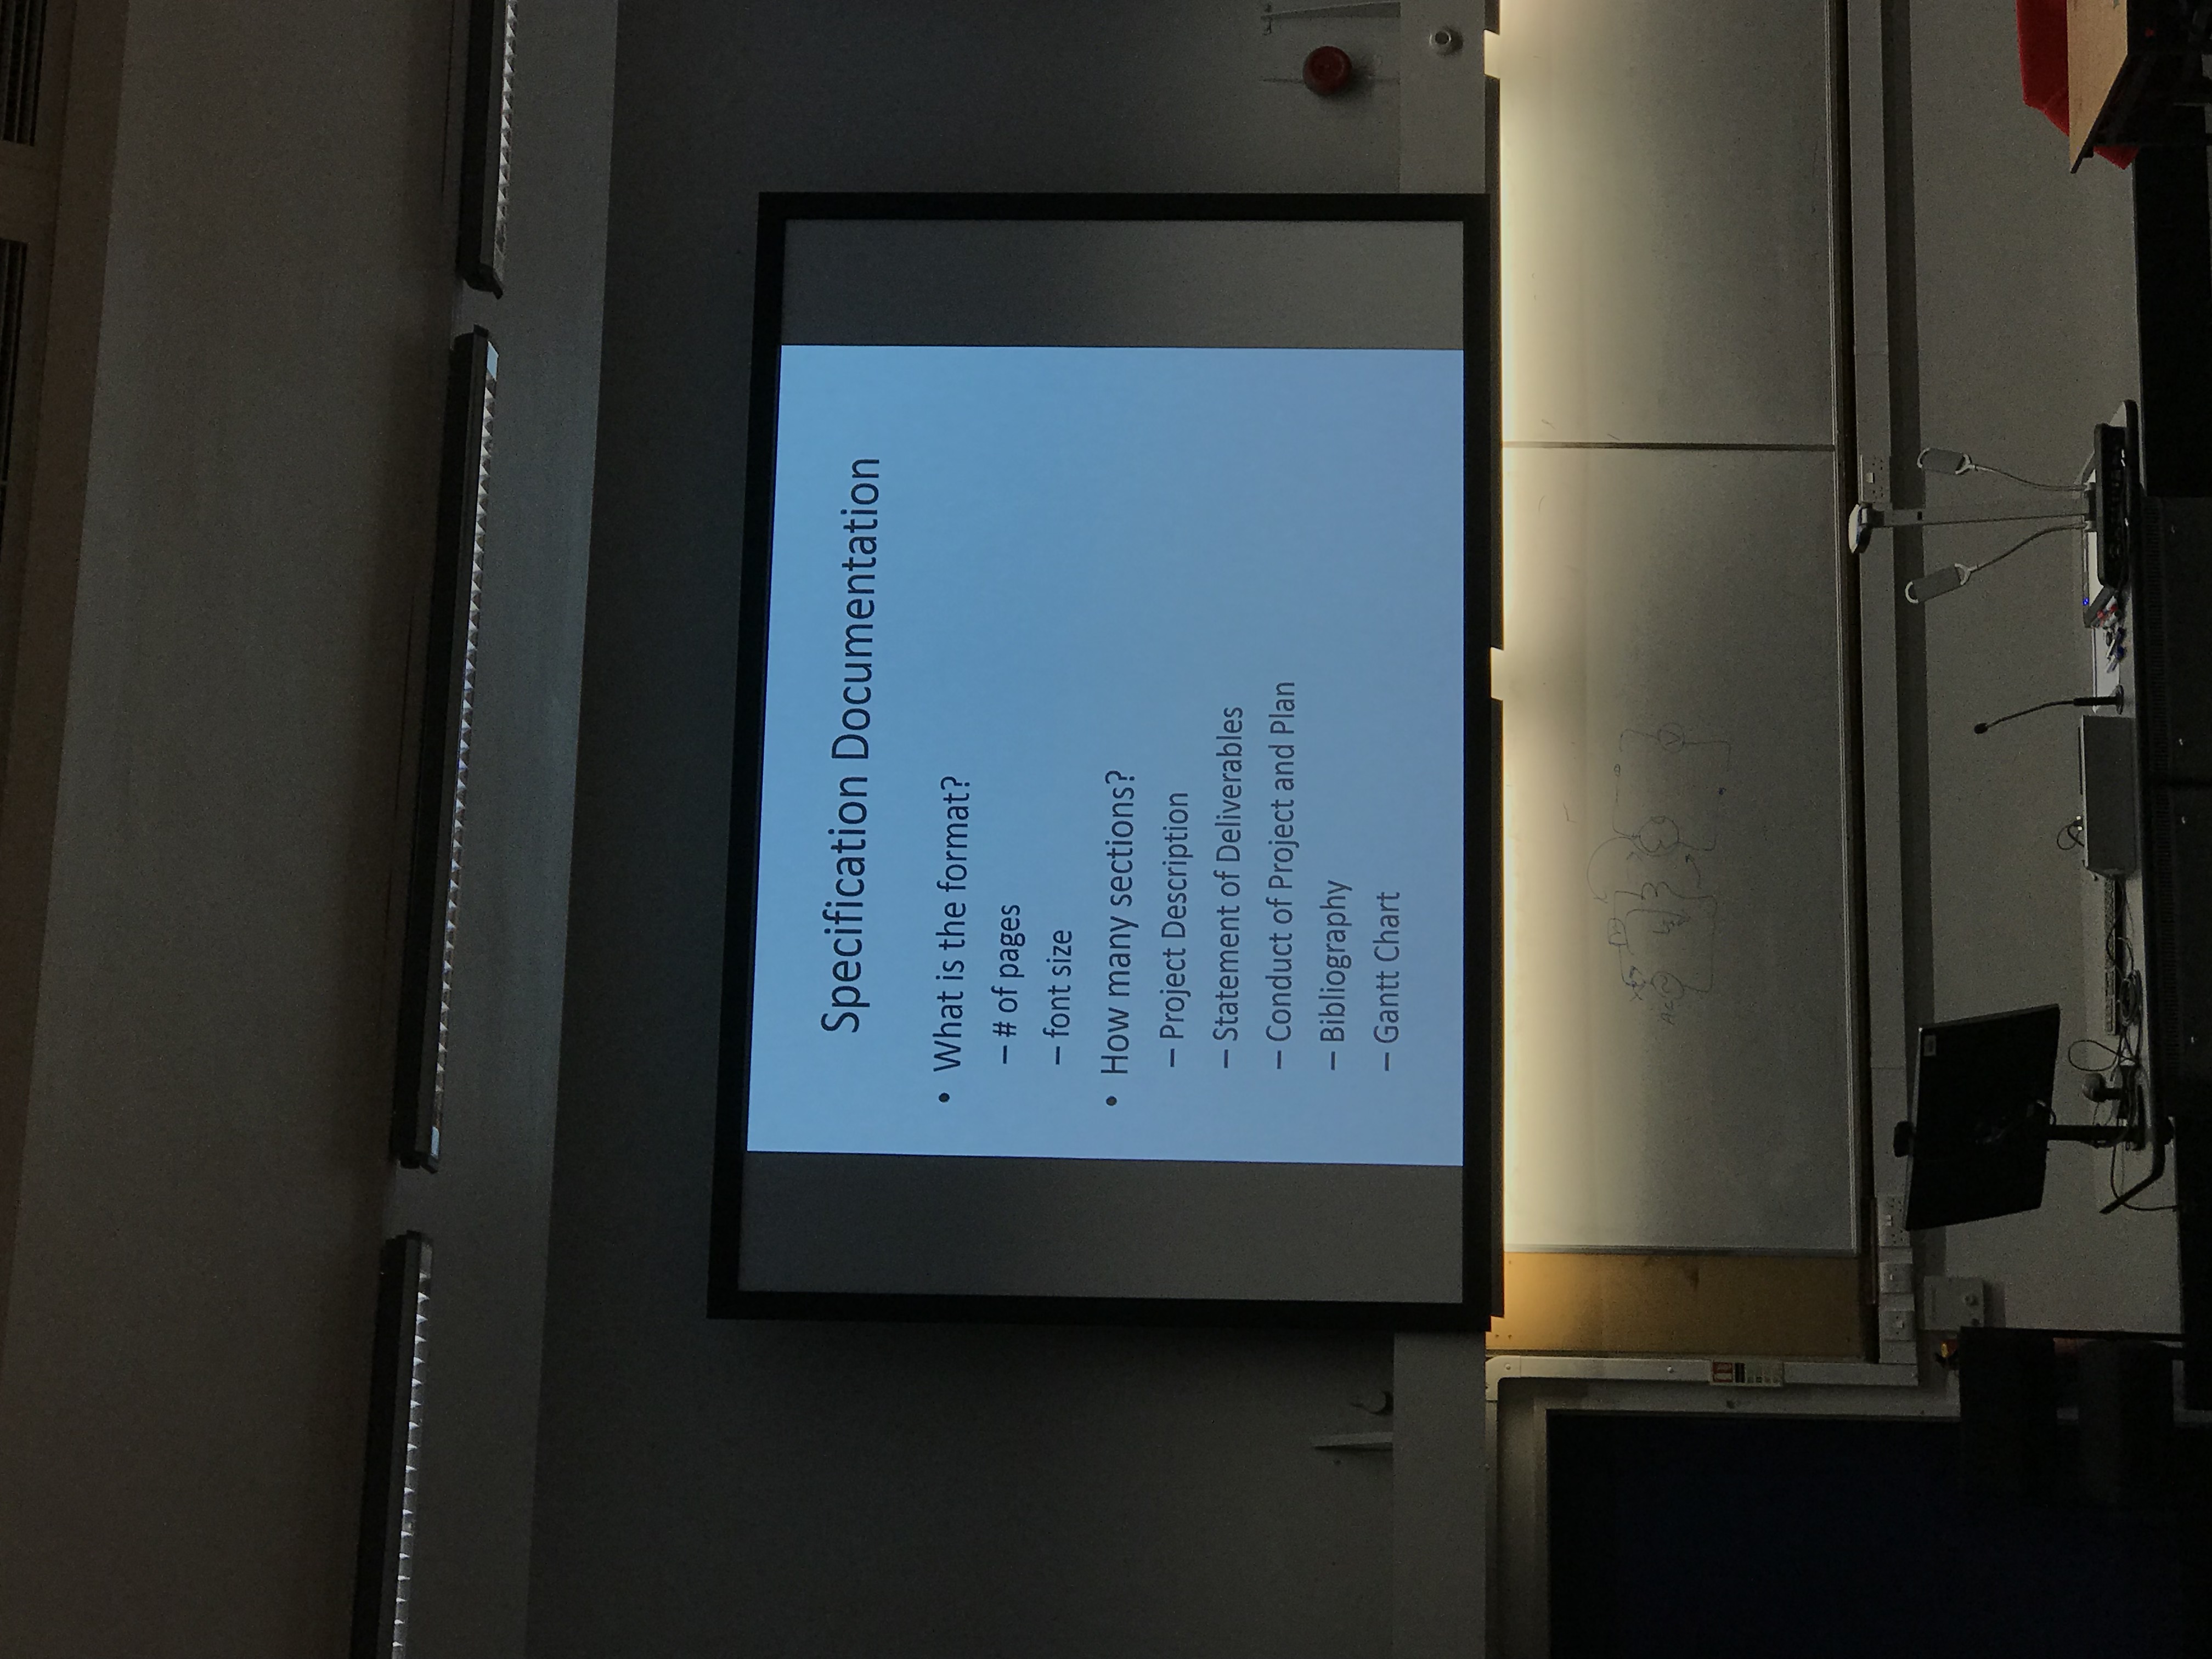 Specification Documentation
• What is the format?
– # of pages
– font size
• How many sections?
– Project Description
– Statement of Deliverables
– Conduct of Project and Plan
– Bibliography
– Gantt Chart
AC
V